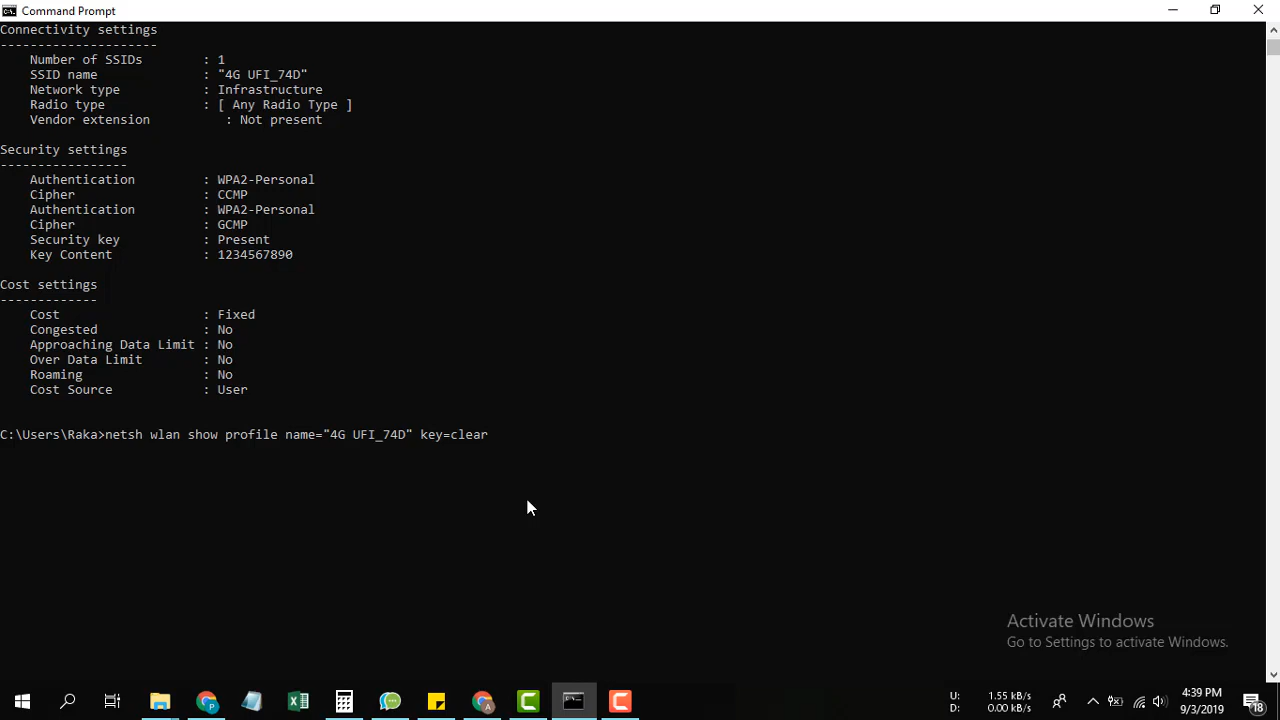 Command Prompt
Connectivity settings
---------------------
Number of SSIDs : 1
SSID name : "4G UFI_74D"
Network type : Infrastructure
Radio type : [ Any Radio Type ]
Vendor extension : Not present
Security settings
-----------------
Authentication : WPA2-Personal
Cipher : CCMP
Authentication : WPA2-Personal
Cipher : GCMP
Security key : Present
Key Content : 1234567890
Cost settings
-------------
Cost : Fixed
Congested : No
Approaching Data Limit : No
Over Data Limit : No
Roaming : No
Cost Source : User
C:\Users\Raka>netsh wlan show profile name="4G UFI_74D" key=clear
Activate Windows
Go to Settings to activate Windows.
U: 1.55 kB/s
D: 0.00 kB/s
4:39 PM
9/3/2019
18